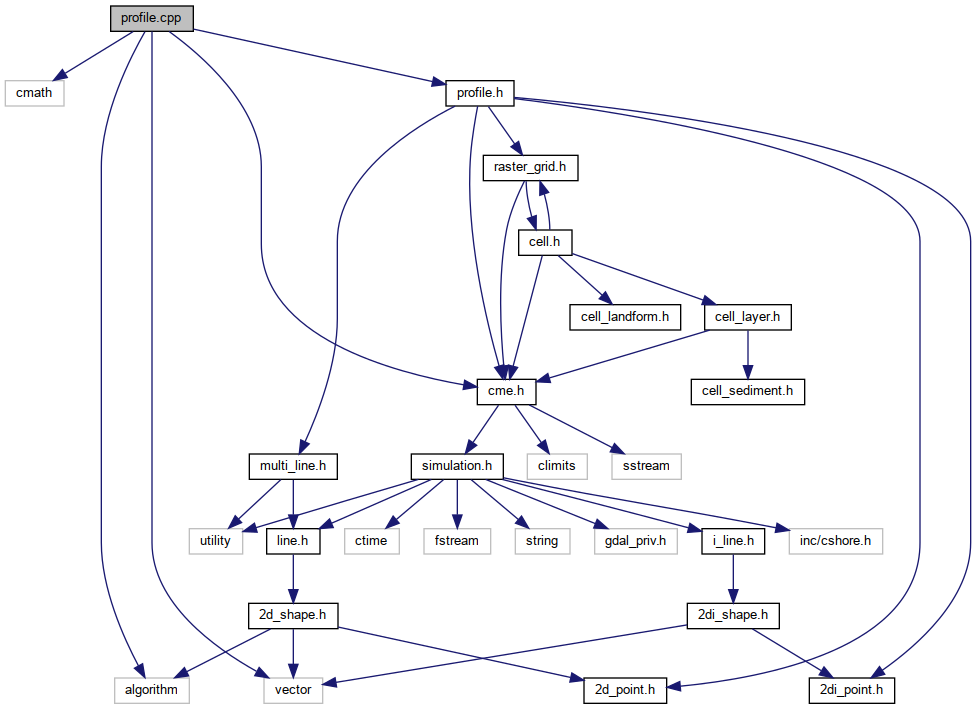 profile.cpp
cmath
profile.h
raster_grid.h
cell.h
cell_landform.h
cell_layer.h
cme.h
cell_sediment.h
multi_line.h
simulation.h
climits
sstream
utility
line.h
ctime
fstream
string
gdal_priv.h
i_line.h
inc/cshore.h
2d_shape.h
2di_shape.h
algorithm
vector
2d_point.h
2di_point.h